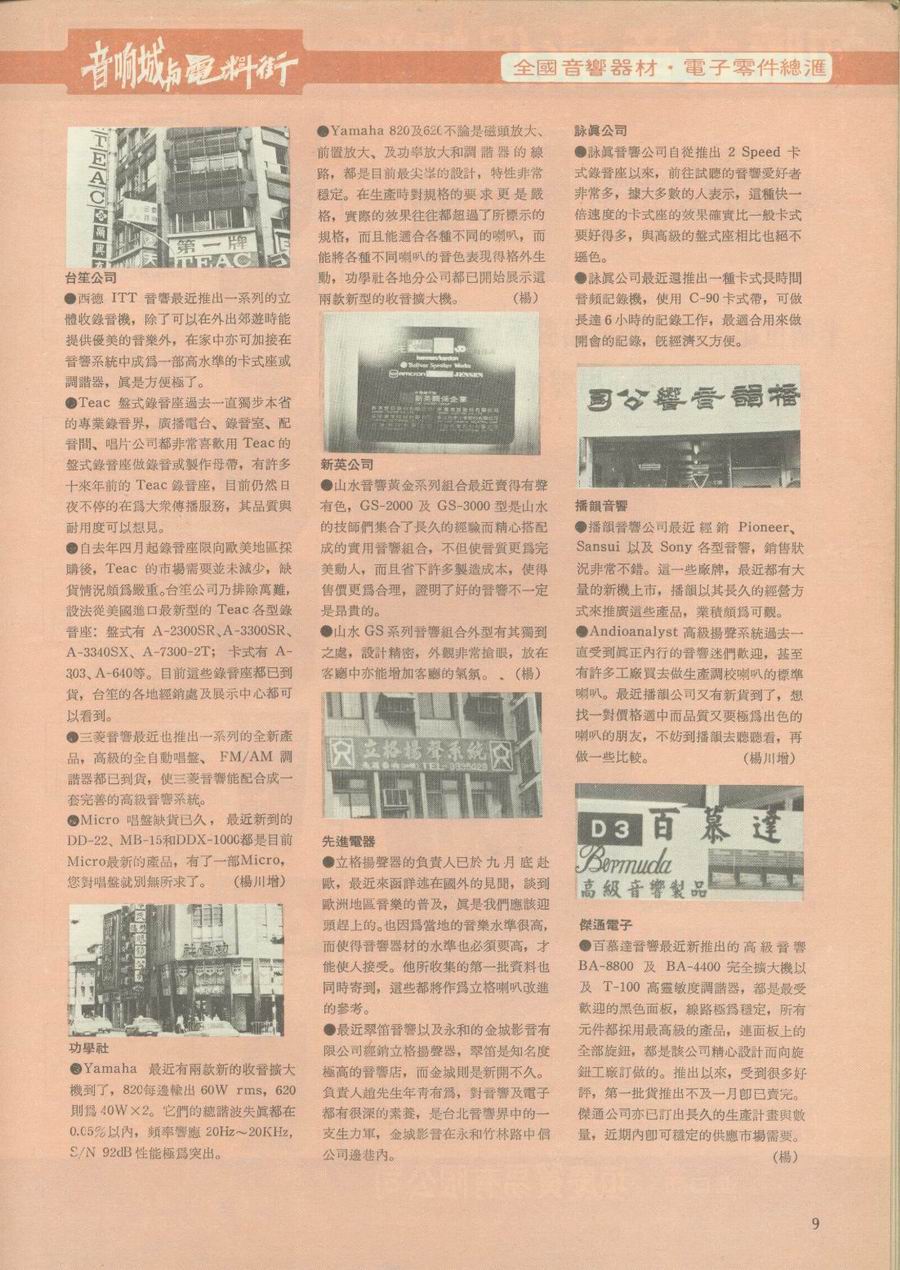 音响城与電料街
全國音響器材・電子零件總滙
TEAC
第一牌
TEAC
台笙公司
●西德 ITT 音響最近推出一系列的立
體收錄音機，除了可以在外出郊遊時能
提供優美的音樂外，在家中亦可加接在
音響系統中成爲一部高水準的卡式座或
調諧器，眞是方便極了。
●Teac 盤式錄音座過去一直獨步本省
的專業錄音界，廣播電台、錄音室、配
音間、唱片公司都非常喜歡用 Teac 的
盤式錄音座做錄音或製作母帶，有許多
十來年前的 Teac 錄音座，目前仍然日
夜不停的在爲大衆傳播服務，其品質與
耐用度可以想見。
●自去年四月起錄音座限向歐美地區採
購後，Teac 的市場需要並未減少，缺
貨情況頗爲嚴重。台笙公司乃排除萬難，
設法從美國進口最新型的 Teac 各型錄
音座：盤式有 A-2300SR、A-3300SR、
A-3340SX、A-7300-2T；卡式有 A-
303、A-640等。目前這些錄音座都已到
貨，台笙的各地經銷處及展示中心都可
以看到。
●三菱音響最近也推出一系列的全新產
品，高級的全自動唱盤、 FM/AM 調
諧器都已到貨，使三菱音響能配合成一
套完善的高級音響系統。
●Micro 唱盤缺貨已久，最近新到的
DD-22、MB-15和DDX-1000都是目前
Micro最新的產品，有了一部Micro，
您對唱盤就別無所求了。 (楊川增)
功學社
功學社
●Yamaha 最近有兩款新的收音擴大
機到了，820每邊輸出 60W rms，620
則爲 40W×2。它們的總諧波失眞都在
0.05%以內，頻率響應 20Hz～20KHz,
S/N 92dB 性能極爲突出。
●Yamaha 820及620不論是磁頭放大、
前置放大、及功率放大和調諧器的線
路，都是目前最尖峯的設計，特性非常
穩定。在生產時對規格的要求更是嚴
格，實際的效果往往都超過了所標示的
規格，而且能適合各種不同的喇叭，而
能將各種不同喇叭的音色表現得格外生
動，功學社各地分公司都已開始展示這
兩款新型的收音擴大機。 (楊)
harman/kardon
Bolivar Speaker Works
amcron JENSEN
新英關係企業
新英公司
●山水音響黃金系列組合最近賣得有聲
有色，GS-2000 及 GS-3000 型是山水
的技師們集合了長久的經驗而精心搭配
成的實用音響組合，不但使音質更爲完
美動人，而且省下許多製造成本，使得
售價更爲合理，證明了好的音響不一定
是昻貴的。
●山水 GS 系列音響組合外型有其獨到
之處，設計精密，外觀非常搶眼，放在
客廳中亦能增加客廳的氣氛。、(楊)
立格揚聲系統
先進電器
●立格揚聲器的負責人已於九月底赴
歐，最近來函詳述在國外的見聞，談到
歐洲地區音樂的普及，眞是我們應該迎
頭趕上的。也因爲當地的音樂水準很高，
而使得音響器材的水準也必須要高，才
能使人接受。他所收集的第一批資料也
同時寄到，這些都將作爲立格喇叭改進
的參考。
●最近翠笛音響以及永和的金城影音有
限公司經銷立格揚聲器，翠笛是知名度
極高的音響店，而金城則是新開不久。
負責人趙先生年靑有爲，對音響及電子
都有很深的素養，是台北音響界中的一
支生力軍，金城影音在永和竹林路中信
公司邊巷內。
詠眞公司
●詠眞音響公司自從推出 2 Speed 卡
式錄音座以來，前往試聽的音響愛好者
非常多，據大多數的人表示，這種快一
倍速度的卡式座的效果確實比一般卡式
要好得多，與高級的盤式座相比也絕不
遜色。
●詠眞公司最近還推出一種卡式長時間
音頻記錄機，使用 C-90 卡式帶，可做
長達 6 小時的記錄工作，最適合用來做
開會的記錄，旣經濟又方便。
司公響音韻播
播韻音響
●播韻音響公司最近經銷 Pioneer、
Sansui 以及 Sony 各型音響，銷售狀
況非常不錯。這一些廠牌，最近都有大
量的新機上市，播韻以其長久的經營方
式來推廣這些產品，業積頗爲可觀。
●Andioanalyst 高級揚聲系統過去一
直受到眞正內行的音響迷們歡迎，甚至
有許多工廠買去做生產調校喇叭的標準
喇叭。最近播韻公司又有新貨到了，想
找一對價格適中而品質又要極爲出色的
喇叭的朋友，不妨到播韻去聽聽看，再
做一些比較。 (楊川增)
D3 百慕達
Bermuda
高級音響製品
傑通電子
●百慕達音響最近新推出的高級音響
BA-8800 及 BA-4400 完全擴大機以
及 T-100 高靈敏度調諧器，都是最受
歡迎的黑色面板，線路極爲穩定，所有
元件都採用最高級的產品，連面板上的
全部旋鈕，都是該公司精心設計而向旋
鈕工廠訂做的。推出以來，受到很多好
評，第一批貨推出不及一月卽已賣完。
傑通公司亦已訂出長久的生產計畫與數
量，近期內卽可穩定的供應市場需要。
(楊)
9